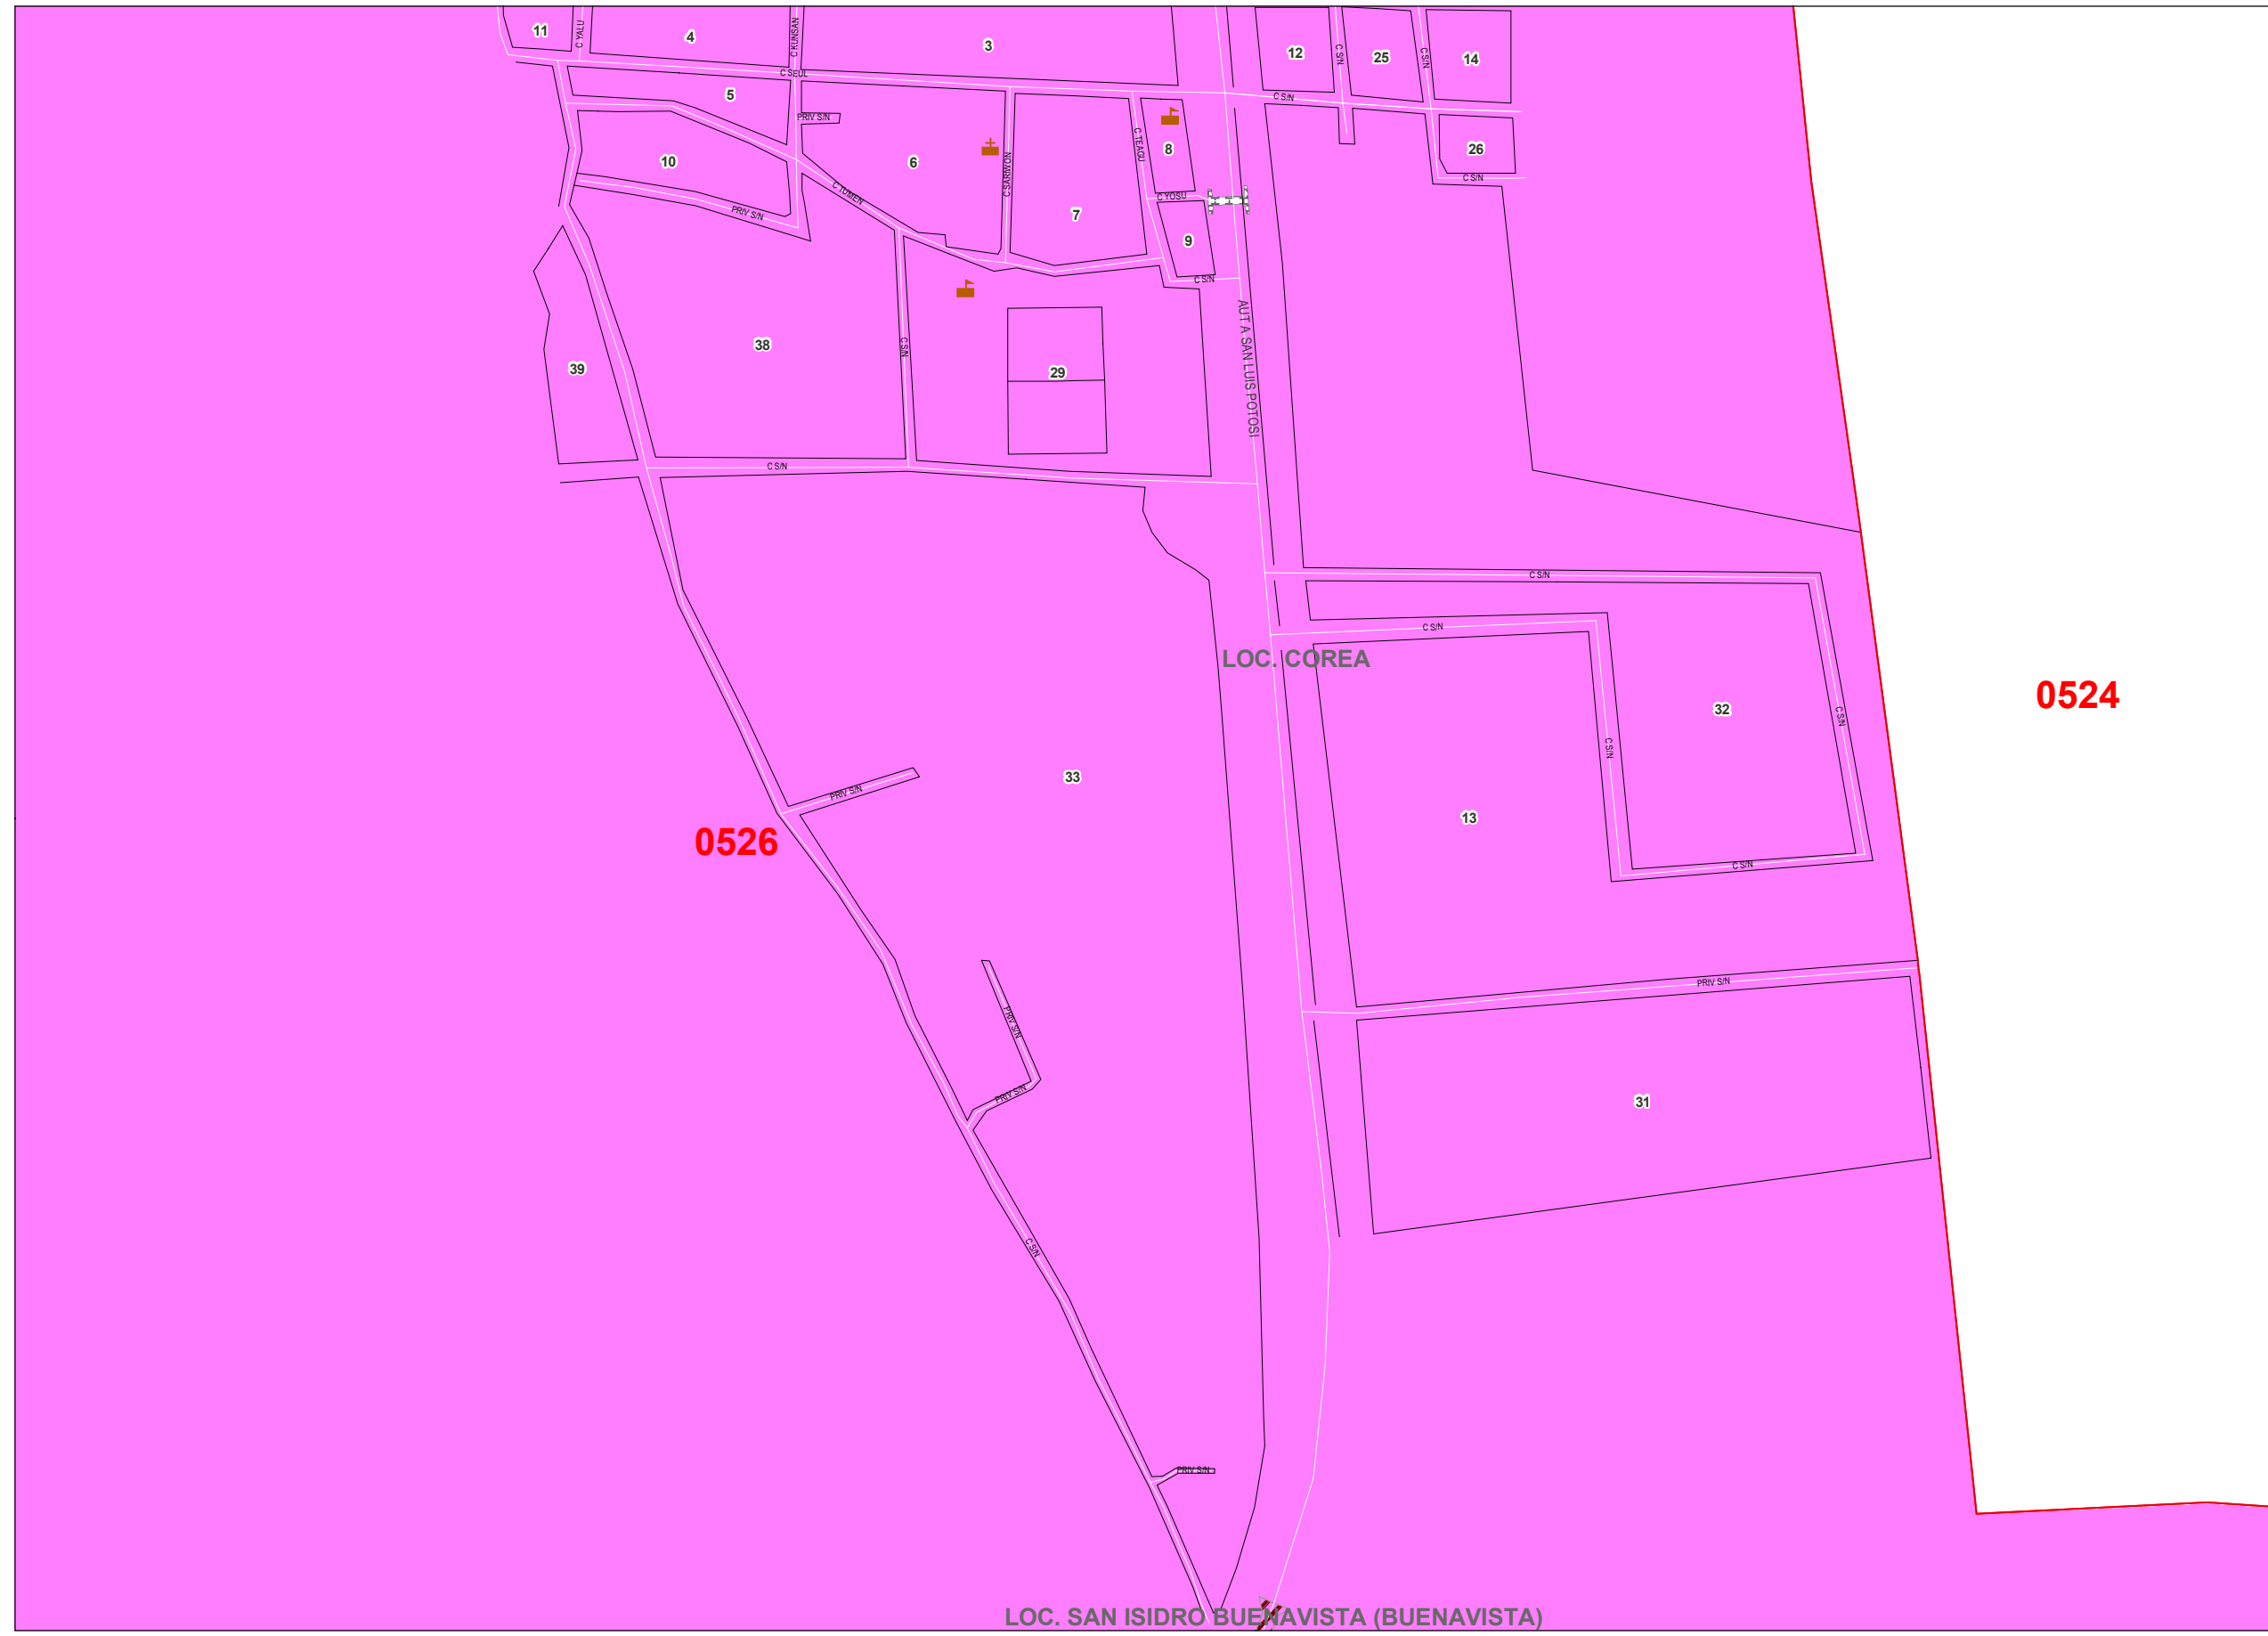 11
C YALU
4
C KUNSAN
3
12
C S/N
25
C S/N
14
C SEUL
5
C S/N
PRIV S/N
6
C SARIWON
C TEAGU
8
26
10
C TUMEN
C YOSU
C S/N
PRIV S/N
7
9
C S/N
AUT A SAN LUIS POTOSI
38
C S/N
39
29
C S/N
C S/N
C S/N
LOC. COREA
0524
32
C S/N
C S/N
33
PRIV S/N
13
0526
C S/N
PRIV S/N
PRIV S/N
PRIV S/N
31
C S/N
PRIV S/N
LOC. SAN ISIDRO BUENAVISTA (BUENAVISTA)